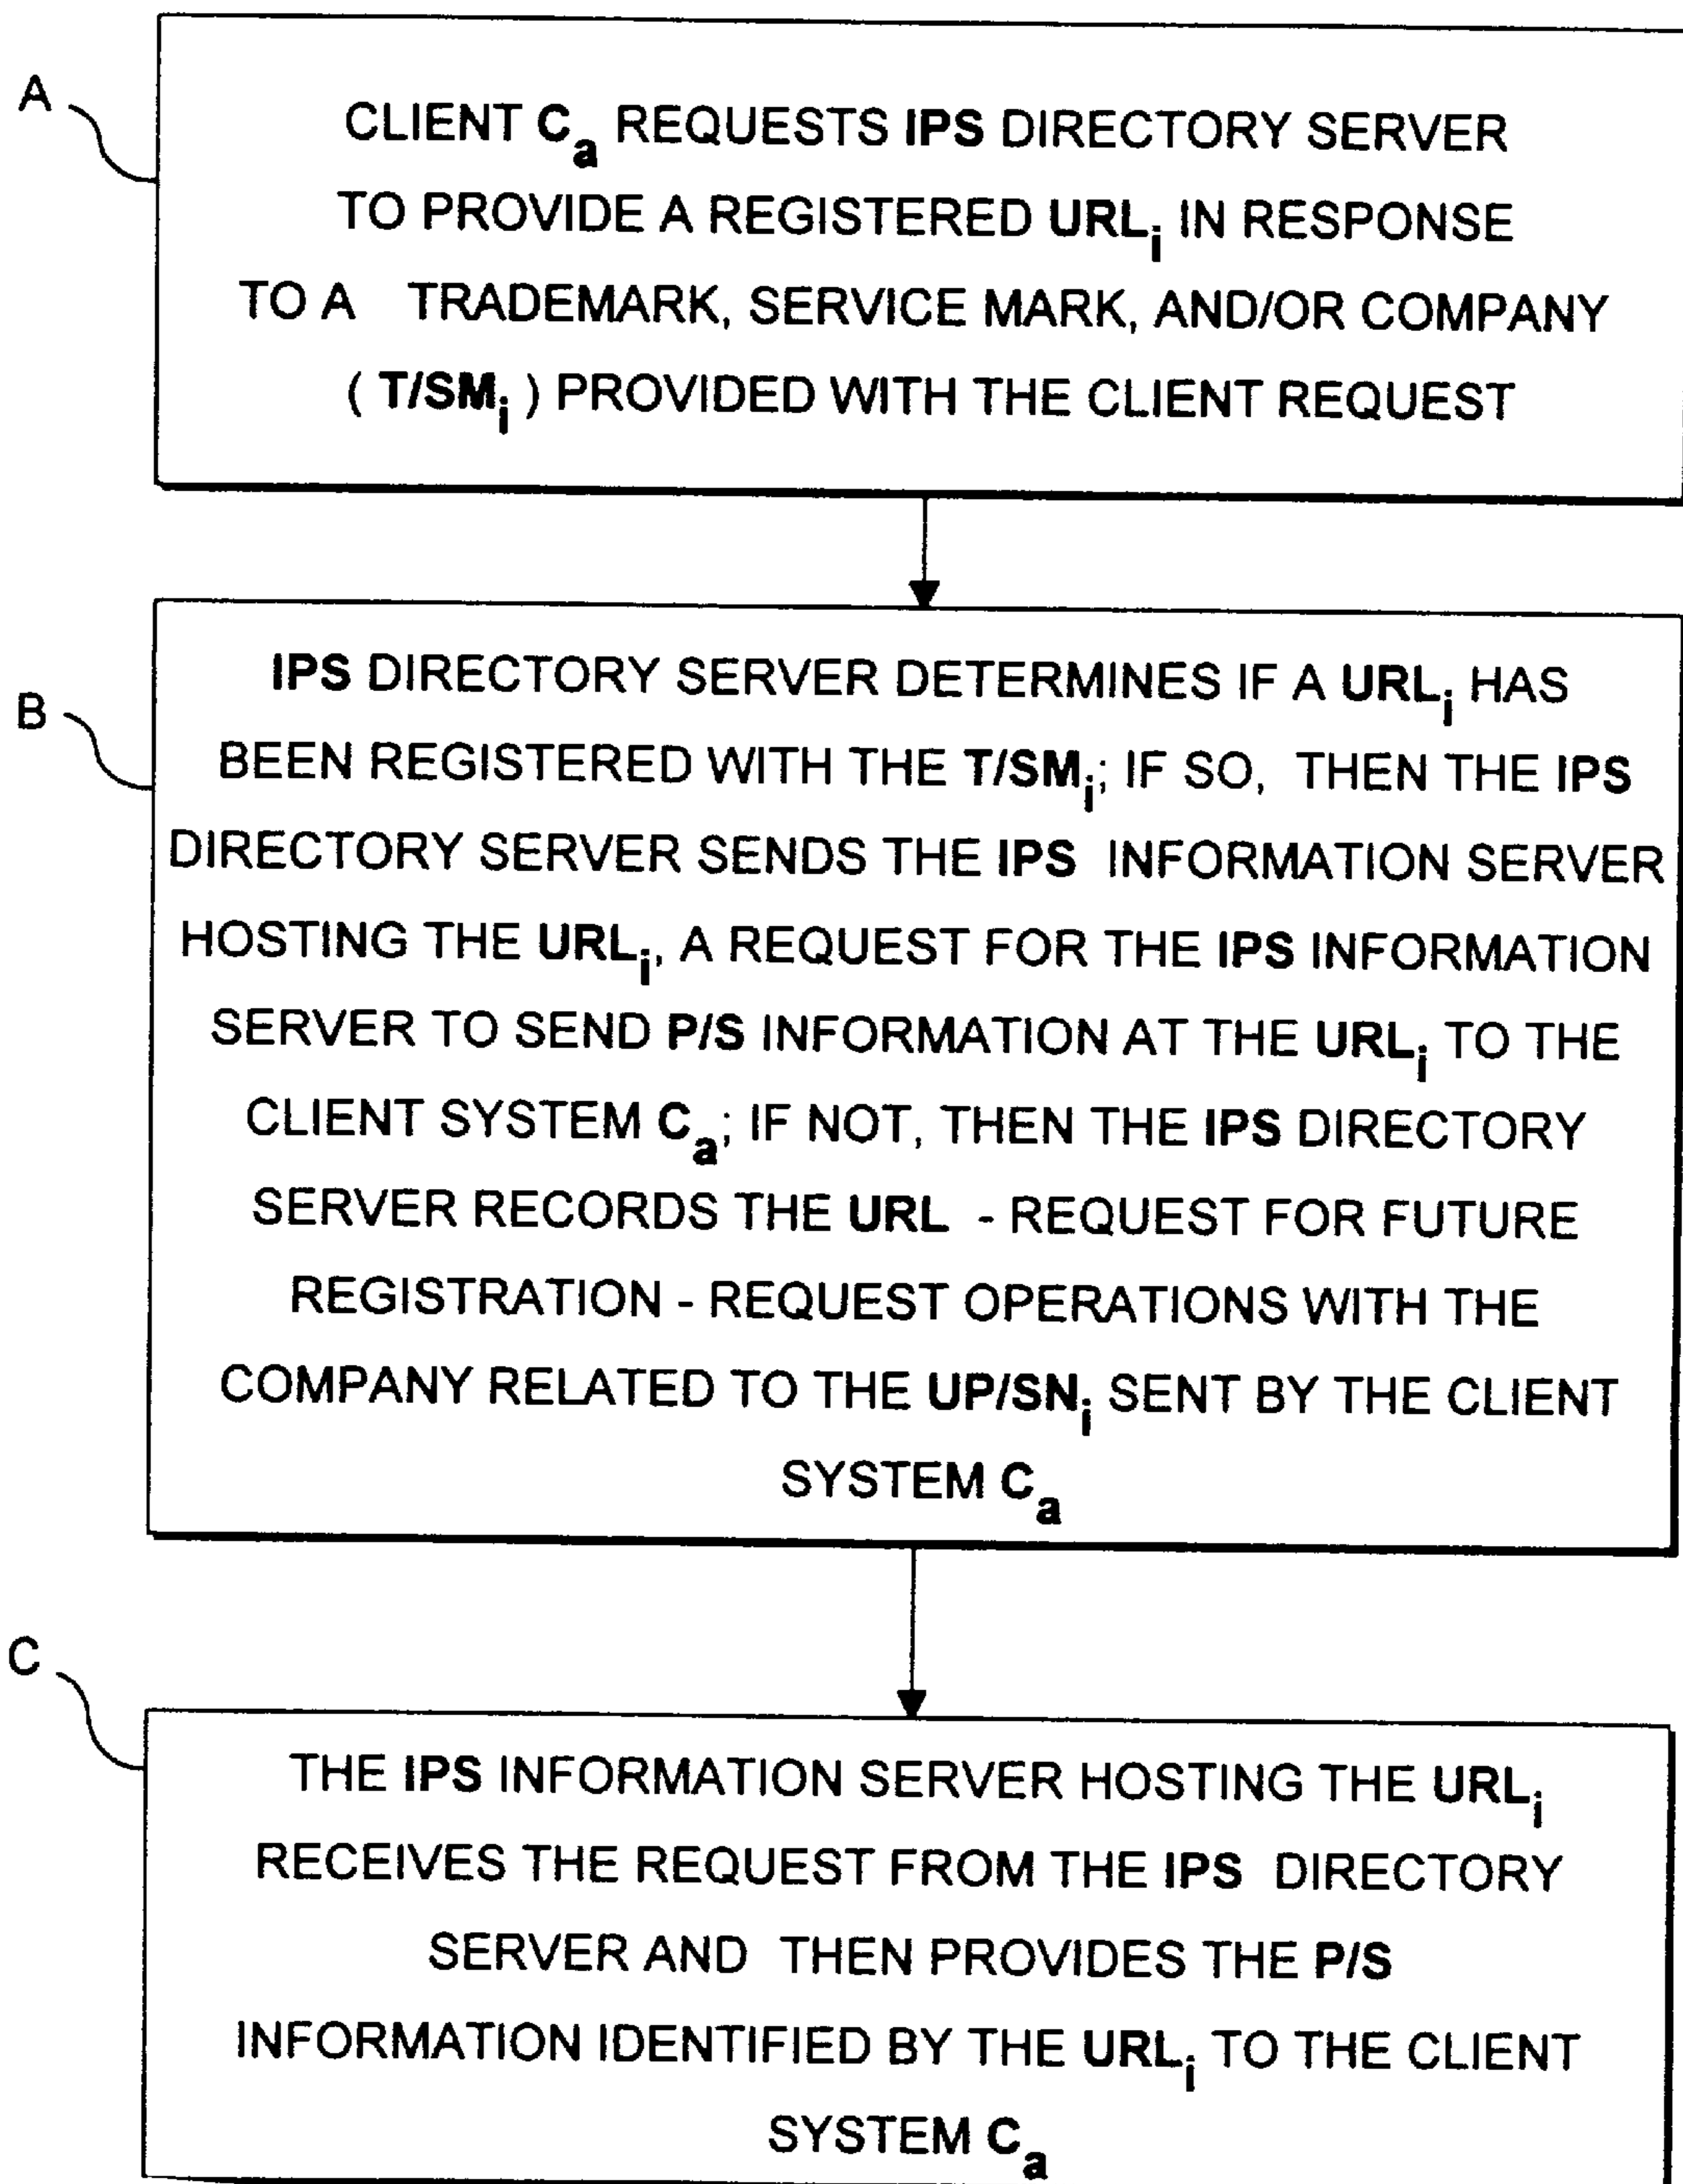 A
CLIENT Ca REQUESTS IPS DIRECTORY SERVER
TO PROVIDE A REGISTERED URLi IN RESPONSE
TO A TRADEMARK, SERVICE MARK, AND/OR COMPANY
( T/SMi ) PROVIDED WITH THE CLIENT REQUEST
B
IPS DIRECTORY SERVER DETERMINES IF A URLi HAS
BEEN REGISTERED WITH THE T/SMi; IF SO, THEN THE IPS
DIRECTORY SERVER SENDS THE IPS INFORMATION SERVER
HOSTING THE URLi, A REQUEST FOR THE IPS INFORMATION
SERVER TO SEND P/S INFORMATION AT THE URLi TO THE
CLIENT SYSTEM Ca; IF NOT, THEN THE IPS DIRECTORY
SERVER RECORDS THE URL - REQUEST FOR FUTURE
REGISTRATION - REQUEST OPERATIONS WITH THE
COMPANY RELATED TO THE UP/SNi SENT BY THE CLIENT
SYSTEM Ca
C
THE IPS INFORMATION SERVER HOSTING THE URLi
RECEIVES THE REQUEST FROM THE IPS DIRECTORY
SERVER AND THEN PROVIDES THE P/S
INFORMATION IDENTIFIED BY THE URLi TO THE CLIENT
SYSTEM Ca